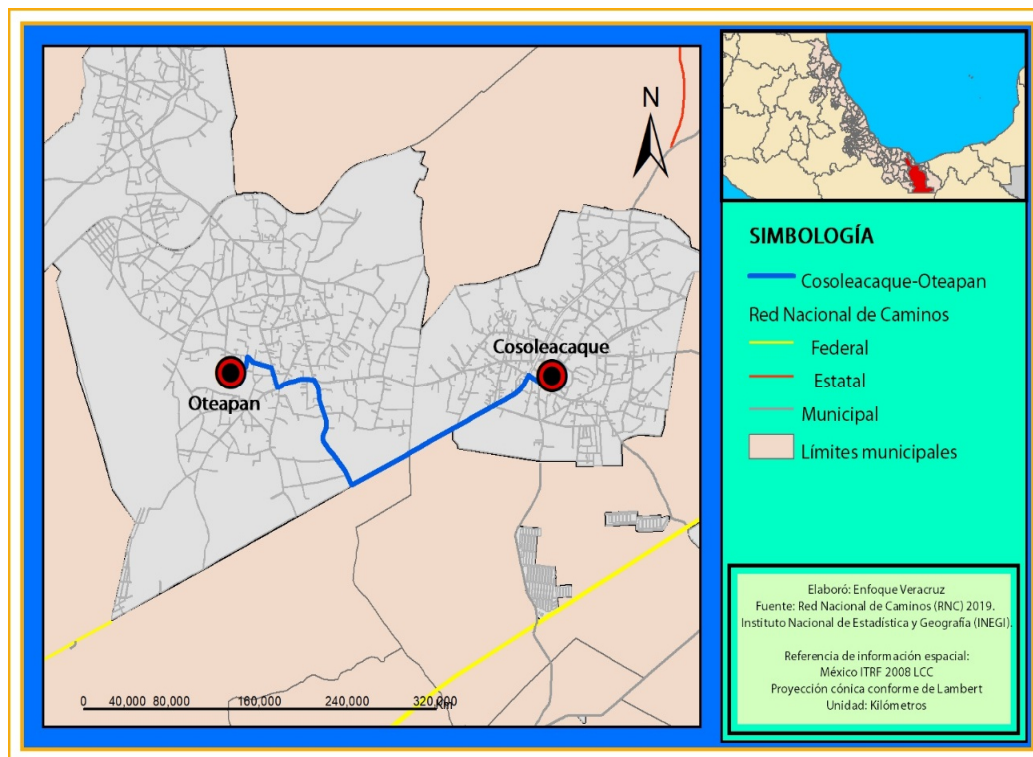 N
Cosoleacaque
Oteapan
0 40,000 80,000 160,000 240,000 320,000 Km
SIMBOLOGÍA
Cosoleacaque-Oteapan
Red Nacional de Caminos
Federal
Estatal
Municipal
Límites municipales
Elaboró: Enfoque Veracruz
Fuente: Red Nacional de Caminos (RNC) 2019.
Instituto Nacional de Estadística y Geografía (INEGI).
Referencia de información espacial:
México ITRF 2008 LCC
Proyección cónica conforme de Lambert
Unidad: Kilómetros